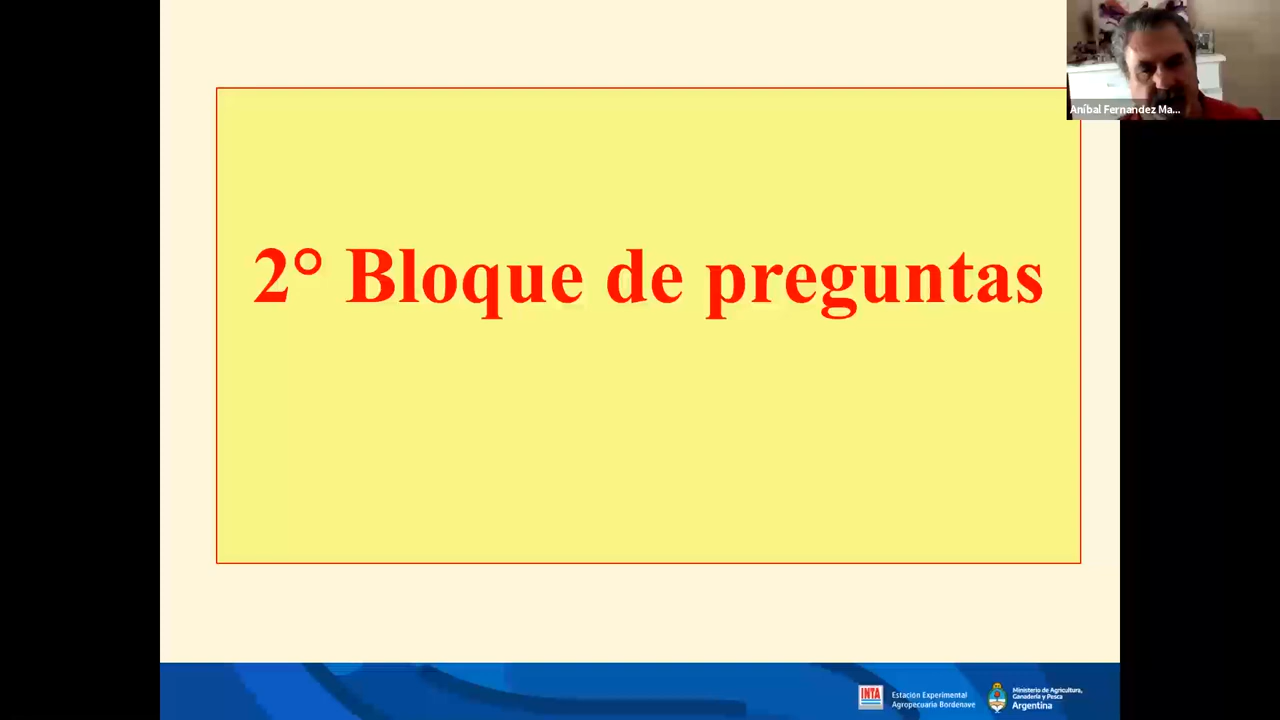 Aníbal Fernandez Ma...
2° Bloque de preguntas
INTA
Estación Experimental
Agropecuaria Bordenave
Ministerio de Agricultura,
Ganadería y Pesca
Argentina